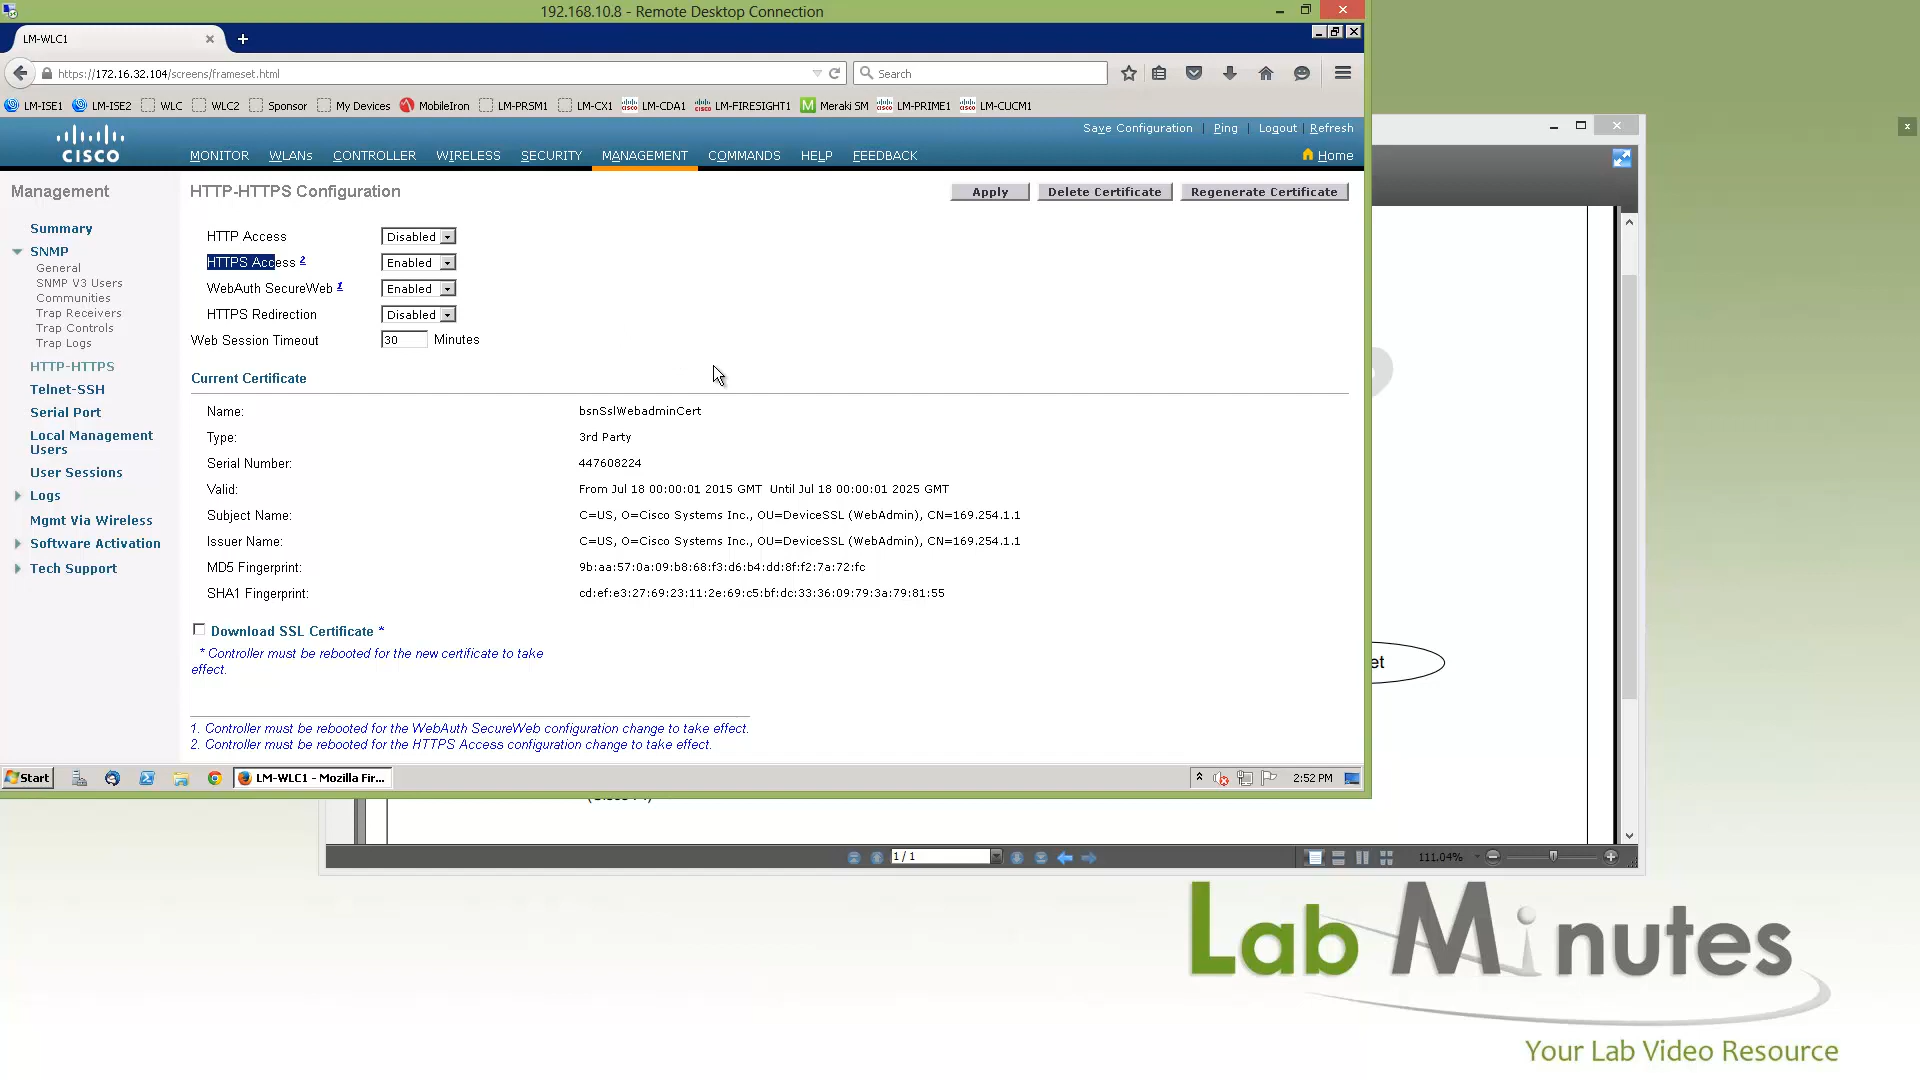 192.168.10.8 - Remote Desktop Connection
LM-WLC1
https://172.16.32.104/screens/frameset.html
Search
LM-ISE1 LM-ISE2 WLC WLC2 Sponsor My Devices MobileIron LM-PRSM1 LM-CX1 LM-CDA1 LM-FIRESIGHT1 Meraki SM LM-PRIME1 LM-CUCM1
Save Configuration | Ping | Logout | Refresh
CISCO
MONITOR WLANs CONTROLLER WIRELESS SECURITY MANAGEMENT COMMANDS HELP FEEDBACK Home
Management
Summary
SNMP
General
SNMP V3 Users
Communities
Trap Receivers
Trap Controls
Trap Logs
HTTP-HTTPS
Telnet-SSH
Serial Port
Local Management
Users
User Sessions
Logs
Mgmt Via Wireless
Software Activation
Tech Support
HTTP-HTTPS Configuration
Apply Delete Certificate Regenerate Certificate
HTTP Access Disabled
HTTPS Access 2 Enabled
WebAuth SecureWeb 1 Enabled
HTTPS Redirection Disabled
Web Session Timeout 30 Minutes
Current Certificate
Name: bsnSslWebadminCert
Type: 3rd Party
Serial Number: 447608224
Valid: From Jul 18 00:00:01 2015 GMT Until Jul 18 00:00:01 2025 GMT
Subject Name: C=US, O=Cisco Systems Inc., OU=DeviceSSL (WebAdmin), CN=169.254.1.1
Issuer Name: C=US, O=Cisco Systems Inc., OU=DeviceSSL (WebAdmin), CN=169.254.1.1
MD5 Fingerprint: 9b:aa:57:0a:09:b8:68:f3:d6:b4:dd:8f:f2:7a:72:fc
SHA1 Fingerprint: cd:ef:e3:27:69:23:11:2e:69:c5:bf:dc:33:36:09:79:3a:79:81:55
Download SSL Certificate *
* Controller must be rebooted for the new certificate to take
effect.
1. Controller must be rebooted for the WebAuth SecureWeb configuration change to take effect.
2. Controller must be rebooted for the HTTPS Access configuration change to take effect.
Start
LM-WLC1 - Mozilla Fir...
2:52 PM
et
1 / 1
111.04%
Lab Minutes
Your Lab Video Resource